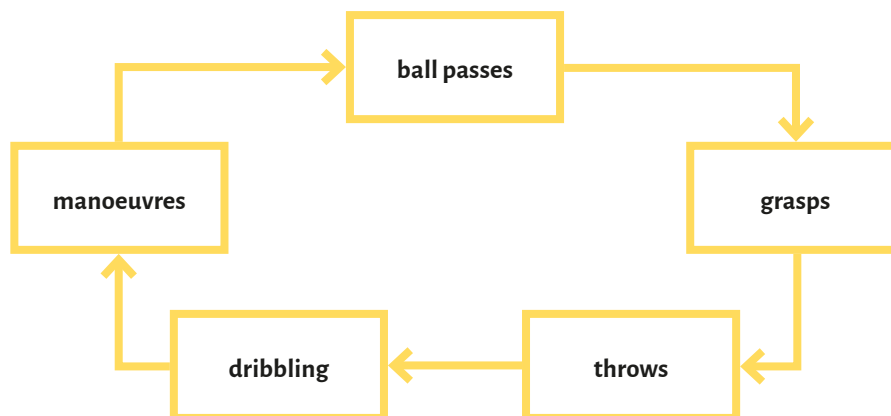 ball passes
manoeuvres
grasps
dribbling
throws